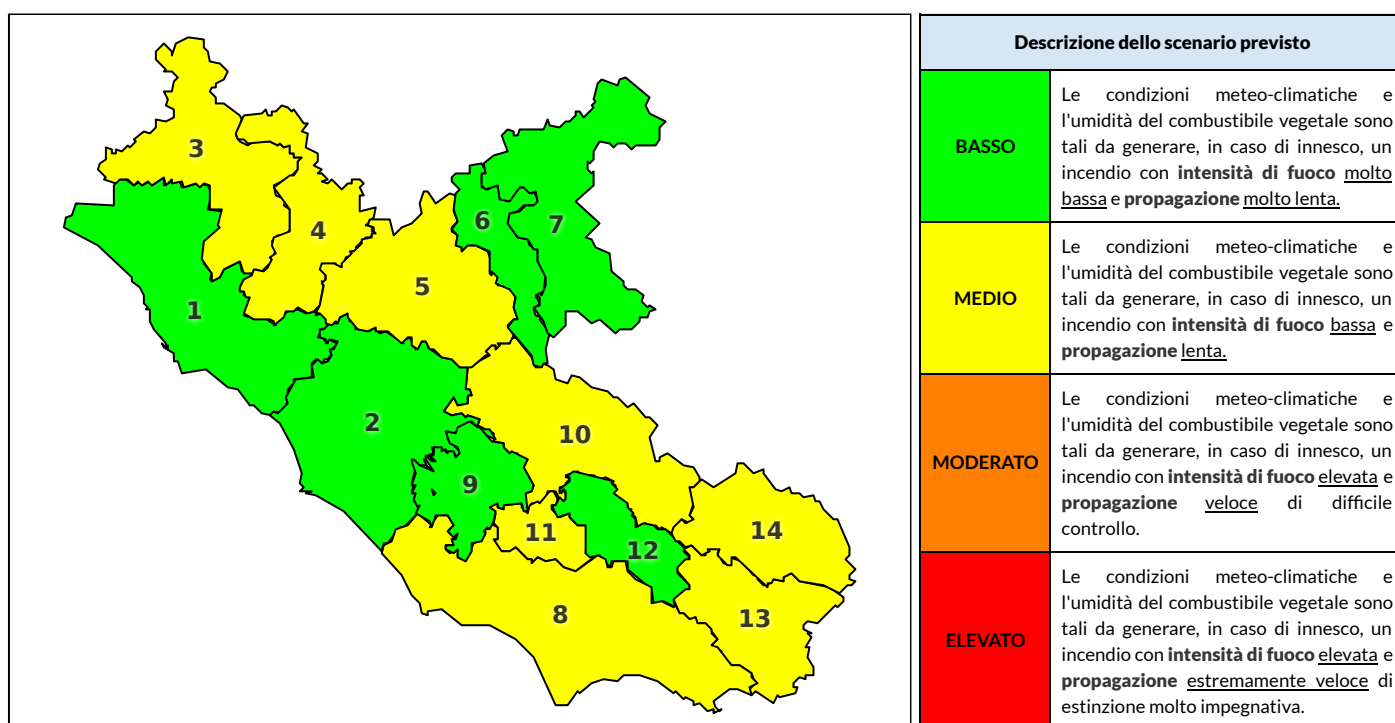 3
4
6
7
5
1
2
10
9
11
12
14
8
13
Descrizione dello scenario previsto
BASSO
Le condizioni meteo-climatiche e
l'umidità del combustibile vegetale sono
tali da generare, in caso di innesco, un
incendio con intensità di fuoco molto
bassa e propagazione molto lenta.
MEDIO
Le condizioni meteo-climatiche e
l'umidità del combustibile vegetale sono
tali da generare, in caso di innesco, un
incendio con intensità di fuoco bassa e
propagazione lenta.
MODERATO
Le condizioni meteo-climatiche e
l'umidità del combustibile vegetale sono
tali da generare, in caso di innesco, un
incendio con intensità di fuoco elevata e
propagazione veloce di difficile
controllo.
ELEVATO
Le condizioni meteo-climatiche e
l'umidità del combustibile vegetale sono
tali da generare, in caso di innesco, un
incendio con intensità di fuoco elevata e
propagazione estremamente veloce di
estinzione molto impegnativa.